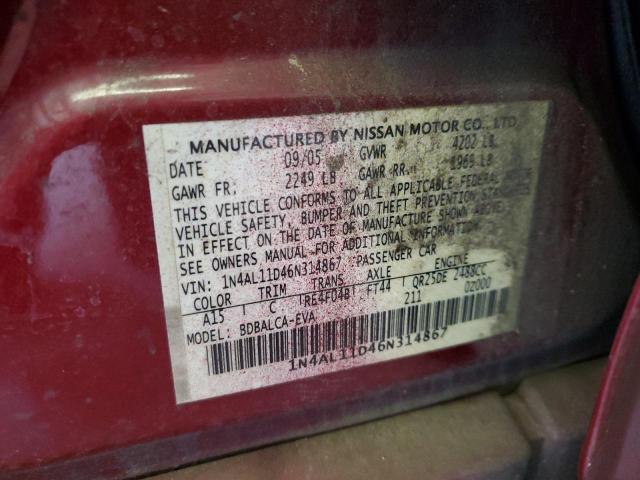 MANUFACTURED BY NISSAN MOTOR CO., LTD.
DATE 09/05 GVWR 4202 LB
GAWR FR: 2249 LB GAWR RR. 1969 LB
THIS VEHICLE CONFORMS TO ALL APPLICABLE FEDERAL MOTOR
VEHICLE SAFETY, BUMPER AND THEFT PREVENTION STANDARDS
IN EFFECT ON THE DATE OF MANUFACTURE SHOWN ABOVE.
SEE OWNERS MANUAL FOR ADDITIONAL INFORMATION
VIN: 1N4AL11D46N314867 PASSENGER CAR
COLOR TRIM TRANS AXLE ENGINE
A15 C RE4F04B FT44 QR25DE 2488CC
MODEL: BDBALCA-EVA 211 0Z000
1N4AL11D46N314867